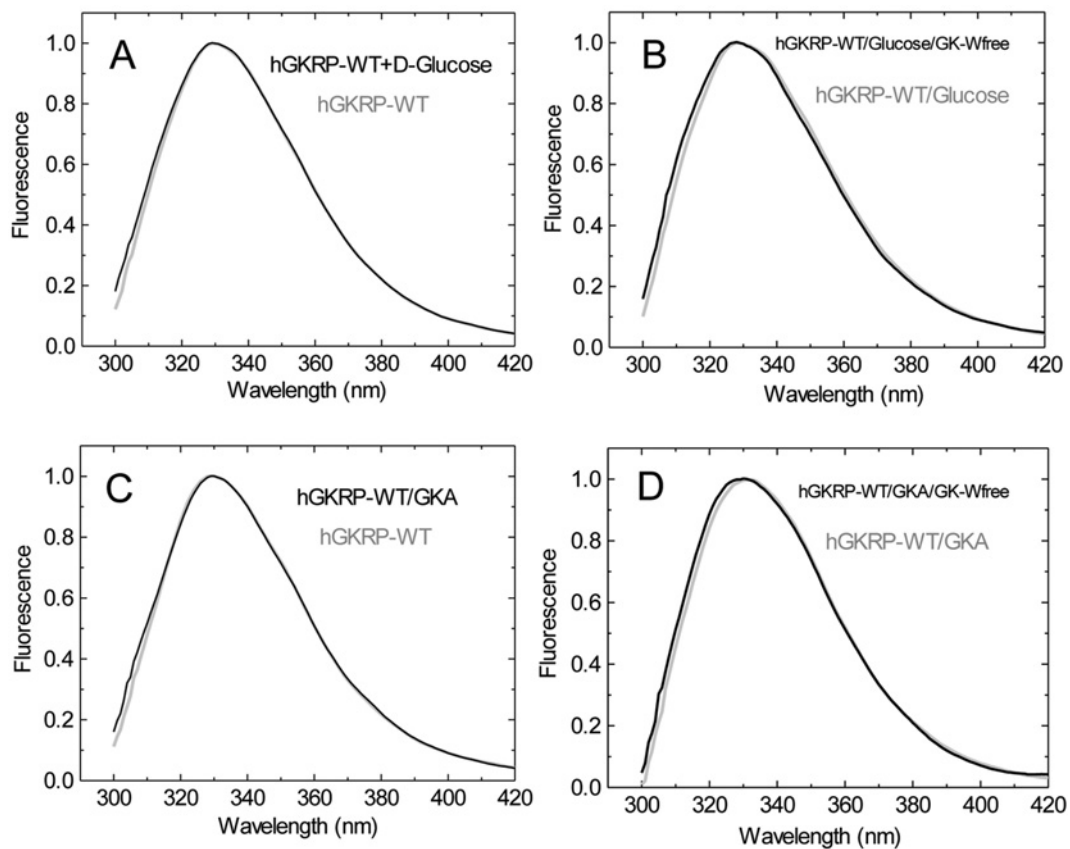 A
hGKRP-WT+D-Glucose
hGKRP-WT
Fluorescence
1.0
0.8
0.6
0.4
0.2
0.0
300 320 340 360 380 400 420
Wavelength (nm)
B
hGKRP-WT/Glucose/GK-Wfree
hGKRP-WT/Glucose
Fluorescence
1.0
0.8
0.6
0.4
0.2
0.0
300 320 340 360 380 400 420
Wavelength (nm)
C
hGKRP-WT/GKA
hGKRP-WT
Fluorescence
1.0
0.8
0.6
0.4
0.2
0.0
300 320 340 360 380 400 420
Wavelength (nm)
D
hGKRP-WT/GKA/GK-Wfree
hGKRP-WT/GKA
Fluorescence
1.0
0.8
0.6
0.4
0.2
0.0
300 320 340 360 380 400 420
Wavelength (nm)